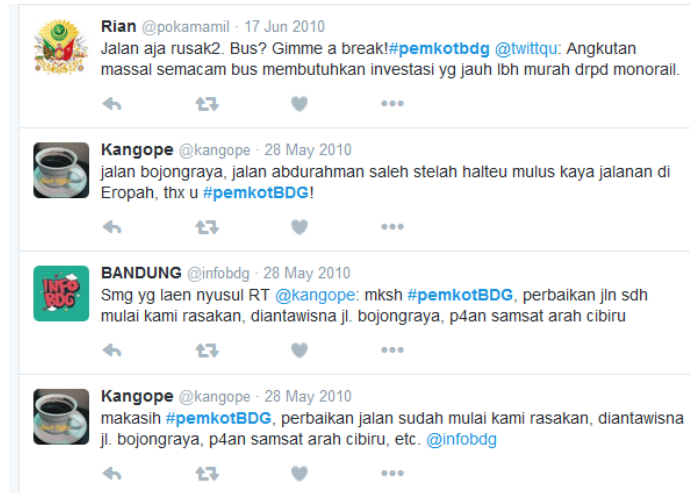 Rian @pokamamil · 17 Jun 2010
Jalan aja rusak2. Bus? Gimme a break!#pemkotbdg @twittqu: Angkutan
massal semacam bus membutuhkan investasi yg jauh lbh murah drpd monorail.
Kangope @kangope · 28 May 2010
jalan bojongraya, jalan abdurahman saleh stelah halteu mulus kaya jalanan di
Eropah, thx u #pemkotBDG!
INFO
BDG
BANDUNG @infobdg · 28 May 2010
Smg yg laen nyusul RT @kangope: mksh #pemkotBDG, perbaikan jln sdh
mulai kami rasakan, diantawisna jl. bojongraya, p4an samsat arah cibiru
Kangope @kangope · 28 May 2010
makasih #pemkotBDG, perbaikan jalan sudah mulai kami rasakan, diantawisna
jl. bojongraya, p4an samsat arah cibiru, etc. @infobdg